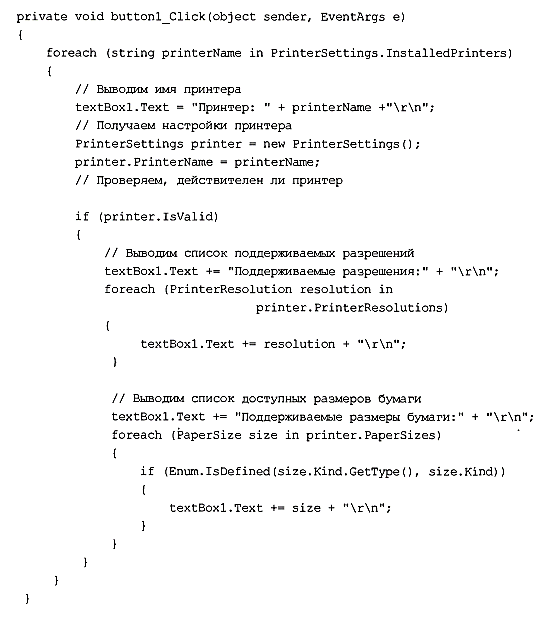 private void button1_Click(object sender, EventArgs e)
{
foreach (string printerName in PrinterSettings.InstalledPrinters)
{
// Выводим имя принтера
textBox1.Text = "Принтер: " + printerName +"\r\n";
// Получаем настройки принтера
PrinterSettings printer = new PrinterSettings();
printer.PrinterName = printerName;
// Проверяем, действителен ли принтер
if (printer.IsValid)
{
// Выводим список поддерживаемых разрешений
textBox1.Text += "Поддерживаемые разрешения:" + "\r\n";
foreach (PrinterResolution resolution in
printer.PrinterResolutions)
{
textBox1.Text += resolution + "\r\n";
}
// Выводим список доступных размеров бумаги
textBox1.Text += "Поддерживаемые размеры бумаги:" + "\r\n";
foreach (PaperSize size in printer.PaperSizes)
{
if (Enum.IsDefined(size.Kind.GetType(), size.Kind))
{
textBox1.Text += size + "\r\n";
}
}
}
}
}